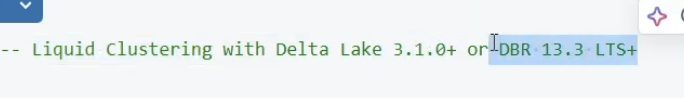 -- Liquid Clustering with Delta Lake 3.1.0+ or DBR 13.3 LTS+